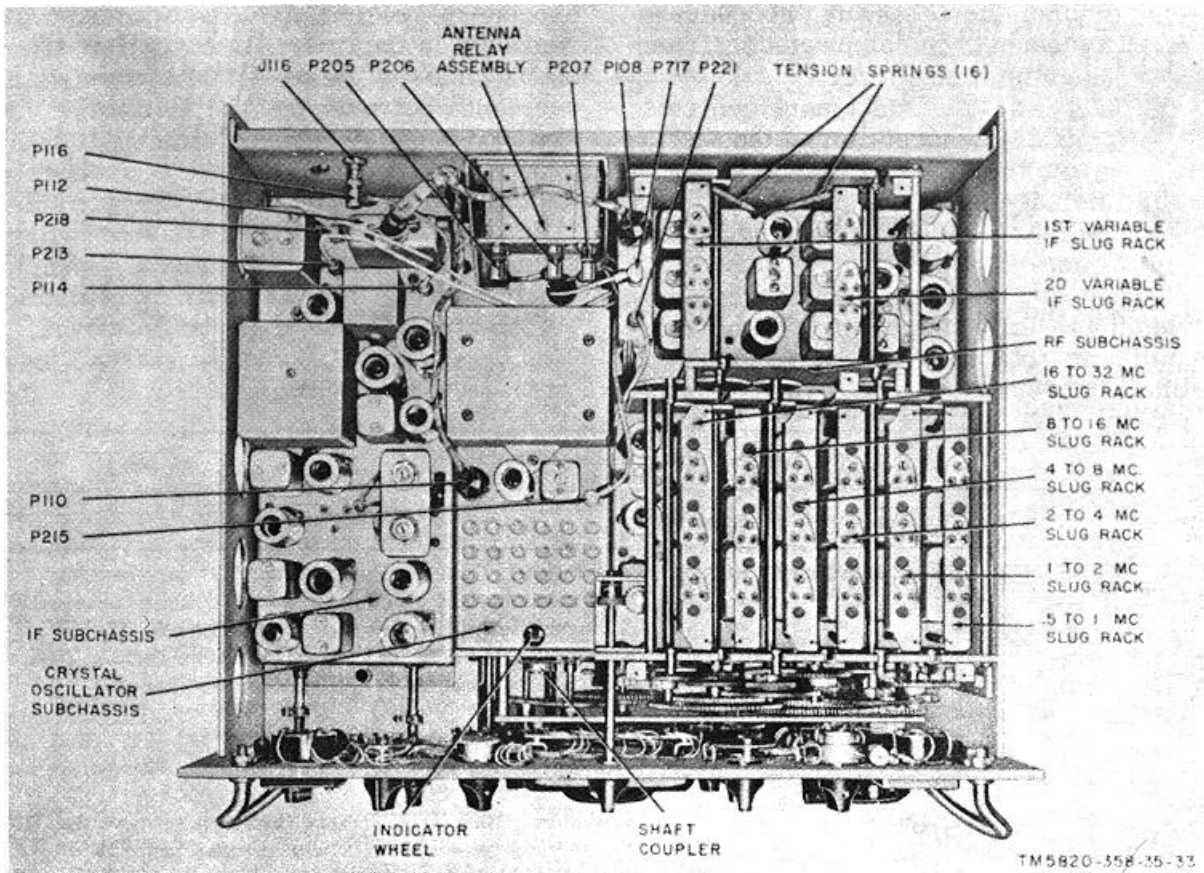 ANTENNA
RELAY
ASSEMBLY
J116 P205 P206 P207 P108 P717 P221
TENSION SPRINGS (16)
P116
P112
P218
P213
P114
P110
P215
IF SUBCHASSIS
CRYSTAL
OSCILLATOR
SUBCHASSIS
1ST VARIABLE
IF SLUG RACK
2D VARIABLE
IF SLUG RACK
RF SUBCHASSIS
16 TO 32 MC
SLUG RACK
8 TO 16 MC
SLUG RACK
4 TO 8 MC
SLUG RACK
2 TO 4 MC
SLUG RACK
1 TO 2 MC
SLUG RACK
.5 TO 1 MC
SLUG RACK
INDICATOR
WHEEL
SHAFT
COUPLER
TM5820-358-35-33